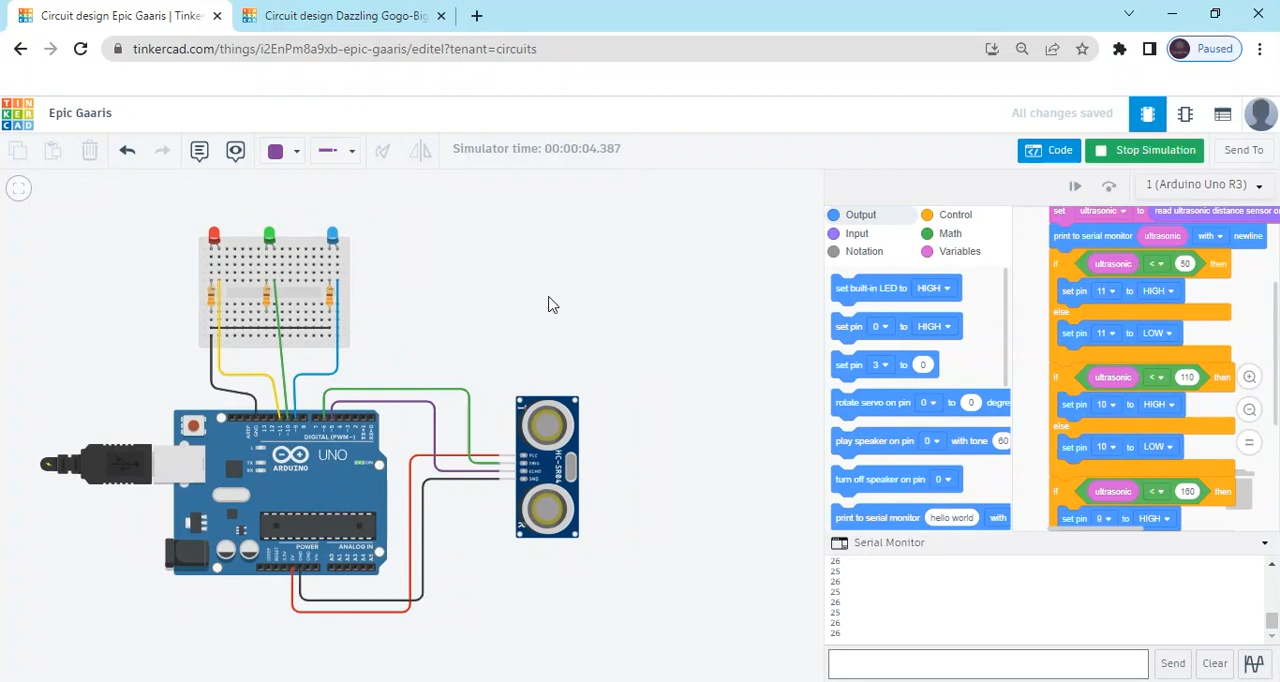 Circuit design Epic Gaaris | Tinker
Circuit design Dazzling Gogo-Big
tinkercad.com/things/i2EnPm8a9xb-epic-gaaris/editel?tenant=circuits
Paused
TIN
KER
CAD
Epic Gaaris
All changes saved
Simulator time: 00:00:04.387
Code
Stop Simulation
Send To
1 (Arduino Uno R3)
Output
Control
Input
Math
Notation
Variables
set built-in LED to HIGH
set pin 0 to HIGH
set pin 3 to 0
rotate servo on pin 0 to 0 degre
play speaker on pin 0 with tone 60
turn off speaker on pin 0
print to serial monitor hello world with
set ultrasonic to read ultrasonic distance sensor o
print to serial monitor ultrasonic with newline
if ultrasonic < 50 then
set pin 11 to HIGH
else
set pin 11 to LOW
if ultrasonic < 110 then
set pin 10 to HIGH
else
set pin 10 to LOW
if ultrasonic < 160 then
set pin 9 to HIGH
DIGITAL (PWM~)
UNO
ARDUINO
POWER
ANALOG IN
HC-SR04
Serial Monitor
26
25
26
25
26
25
26
26
Send
Clear